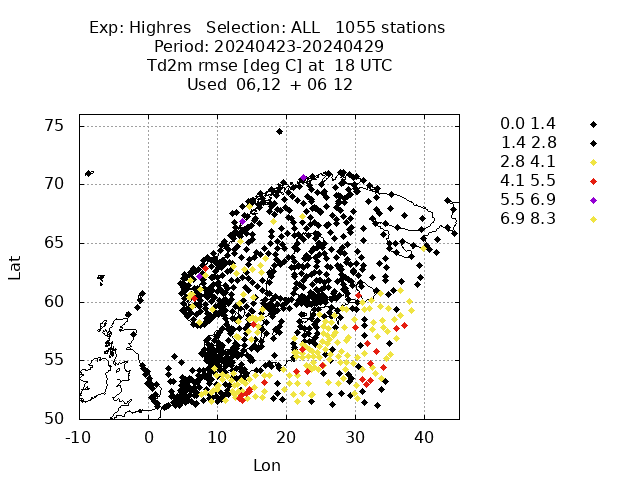 Exp: Highres   Selection: ALL   1055 stations
Period: 20240423-20240429
Td2m rmse [deg C] at  18 UTC
Used  06,12  + 06 12
75
70
65
60
55
50
-10 0 10 20 30 40
Lat
Lon
0.0 1.4
1.4 2.8
2.8 4.1
4.1 5.5
5.5 6.9
6.9 8.3